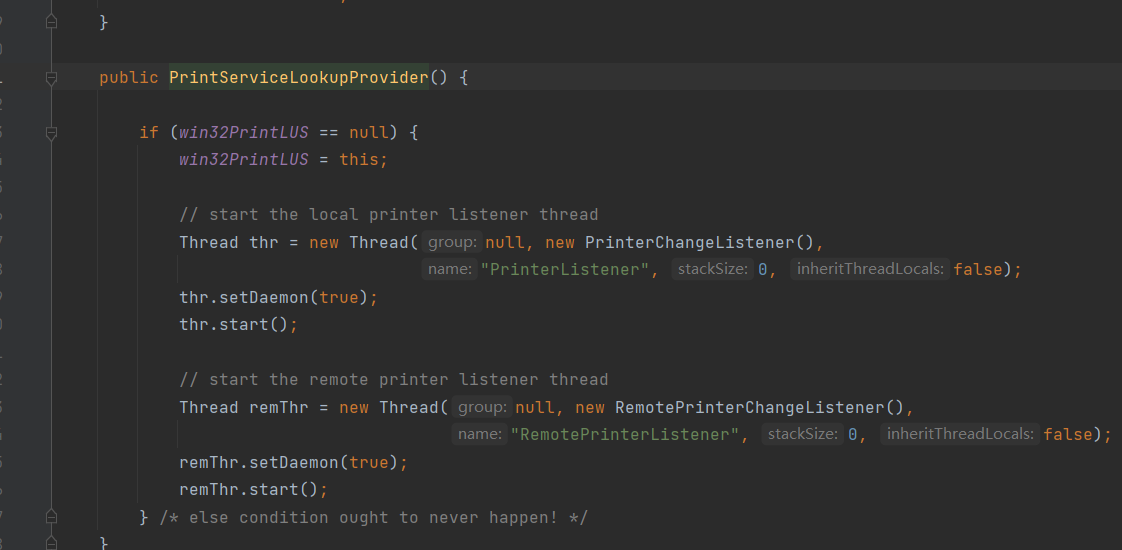 }
public PrintServiceLookupProvider() {
if (win32PrintLUS == null) {
win32PrintLUS = this;
// start the local printer listener thread
Thread thr = new Thread( group: null, new PrinterChangeListener(),
name: "PrinterListener", stackSize: 0, inheritThreadLocals: false);
thr.setDaemon(true);
thr.start();
// start the remote printer listener thread
Thread remThr = new Thread( group: null, new RemotePrinterChangeListener(),
name: "RemotePrinterListener", stackSize: 0, inheritThreadLocals: false);
remThr.setDaemon(true);
remThr.start();
} /* else condition ought to never happen! */
}